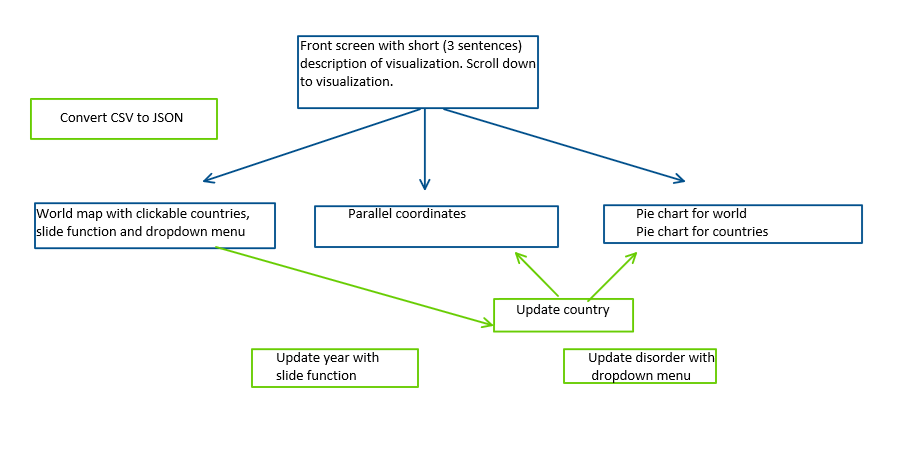 Front screen with short (3 sentences)
description of visualization. Scroll down
to visualization.
Convert CSV to JSON
World map with clickable countries,
slide function and dropdown menu
Parallel coordinates
Pie chart for world
Pie chart for countries
Update country
Update year with
slide function
Update disorder with
dropdown menu